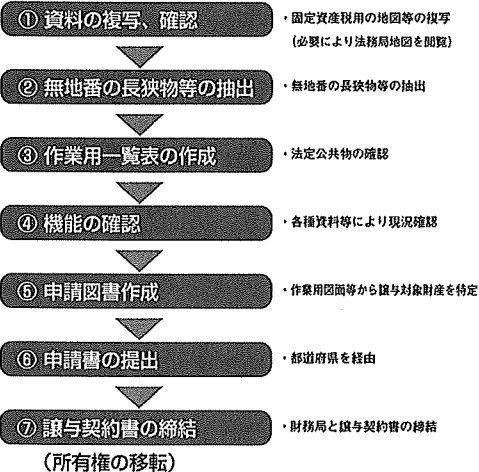 ① 資料の複写、確認
・固定資産税用の地図等の複写
(必要により法務局地図を閲覧)
② 無地番の長狭物等の抽出
・無地番の長狭物等の抽出
③ 作業用一覧表の作成
・法定公共物の確認
④ 機能の確認
・各種資料等により現況確認
⑤ 申請図書作成
・作業用図面等から譲与対象財産を特定
⑥ 申請書の提出
・都道府県を経由
⑦ 譲与契約書の締結
・財務局と譲与契約書の締結
(所有権の移転)